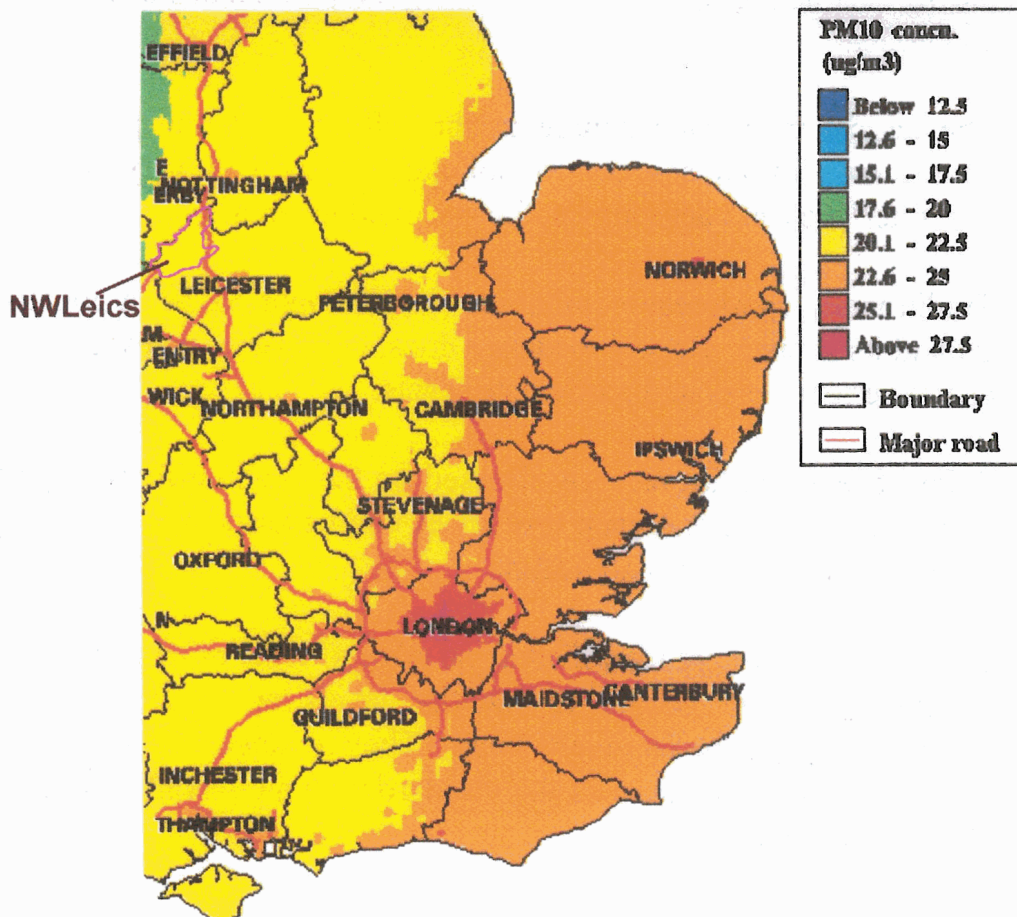 EFFIELD
E
NOTTINGHAM
ERBY
LEICESTER
NWLeics
PETERBOROUGH
NORWICH
M
ENTRY
WICK
NORTHAMPTON
CAMBRIDGE
IPSWICH
STEVENAGE
OXFORD
N
LONDON
READING
MAIDSTONE
CANTERBURY
GUILDFORD
INCHESTER
THAMPTON
PM10 concn.
(ug/m3)
Below 12.5
12.6 - 15
15.1 - 17.5
17.6 - 20
20.1 - 22.5
22.6 - 25
25.1 - 27.5
Above 27.5
Boundary
Major road